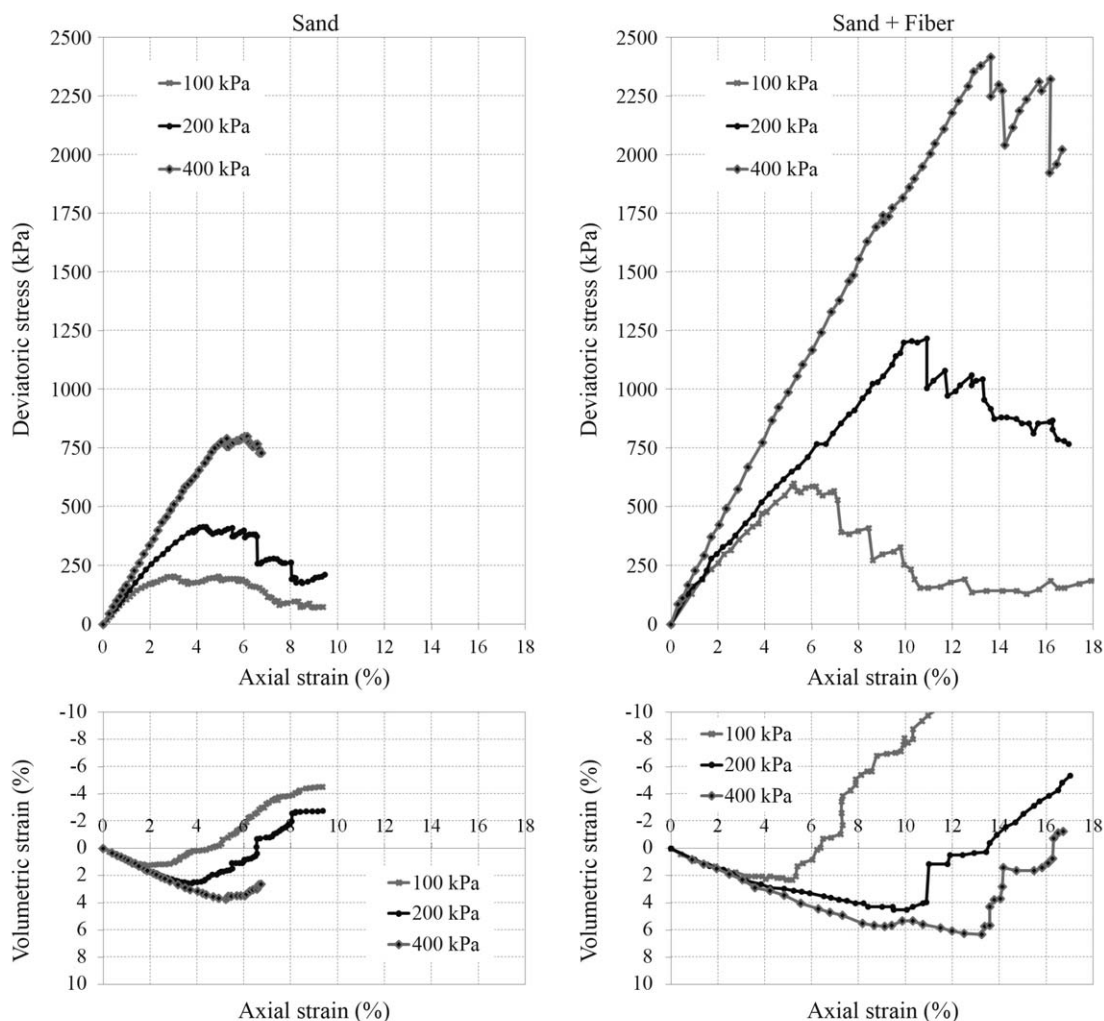 Sand
2500
2250
2000
1750
1500
1250
1000
750
500
250
0
Deviatoric stress (kPa)
100 kPa
200 kPa
400 kPa
0 2 4 6 8 10 12 14 16 18
Axial strain (%)
Sand + Fiber
2500
2250
2000
1750
1500
1250
1000
750
500
250
0
Deviatoric stress (kPa)
100 kPa
200 kPa
400 kPa
0 2 4 6 8 10 12 14 16 18
Axial strain (%)
-10
-8
-6
-4
-2
0
2
4
6
8
10
Volumetric strain (%)
0 2 4 6 8 10 12 14 16 18
100 kPa
200 kPa
400 kPa
Axial strain (%)
-10
-8
-6
-4
-2
0
2
4
6
8
10
Volumetric strain (%)
100 kPa
200 kPa
400 kPa
0 2 4 6 8 10 12 14 16 18
Axial strain (%)